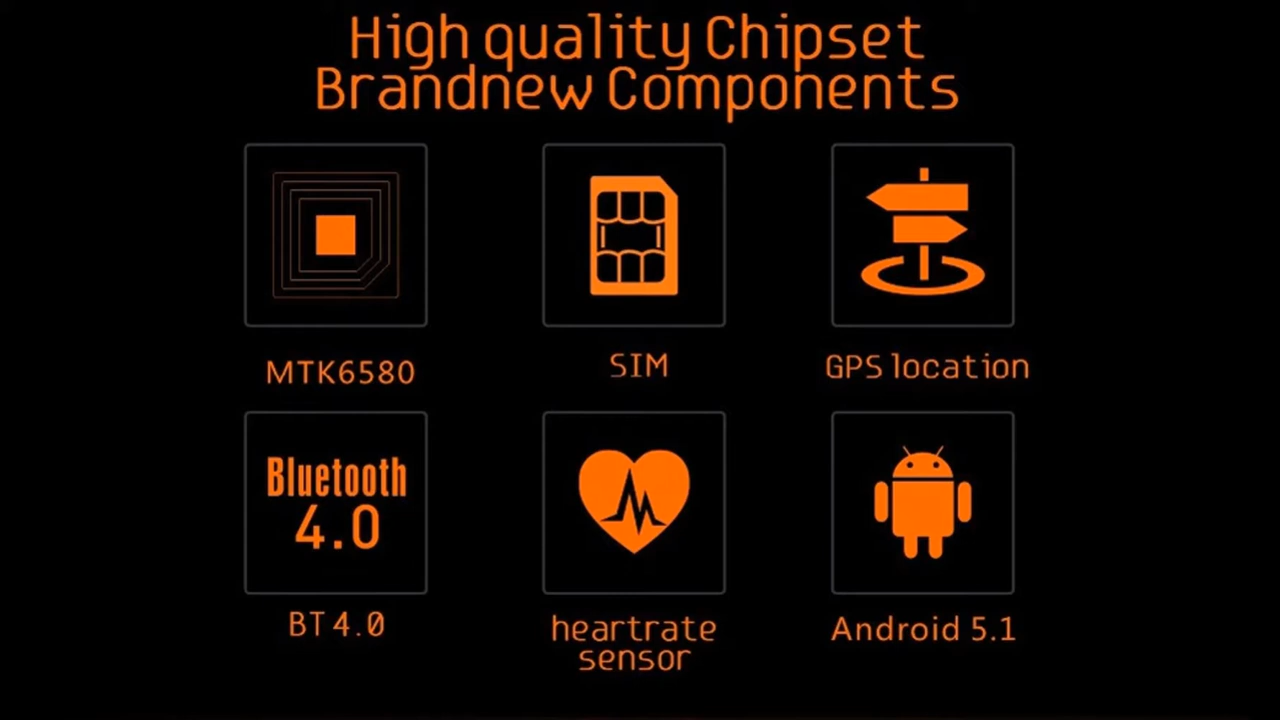 High quality Chipset
Brandnew Components
MTK6580
SIM
GPS location
Bluetooth
4.0
BT 4.0
heartrate
sensor
Android 5.1